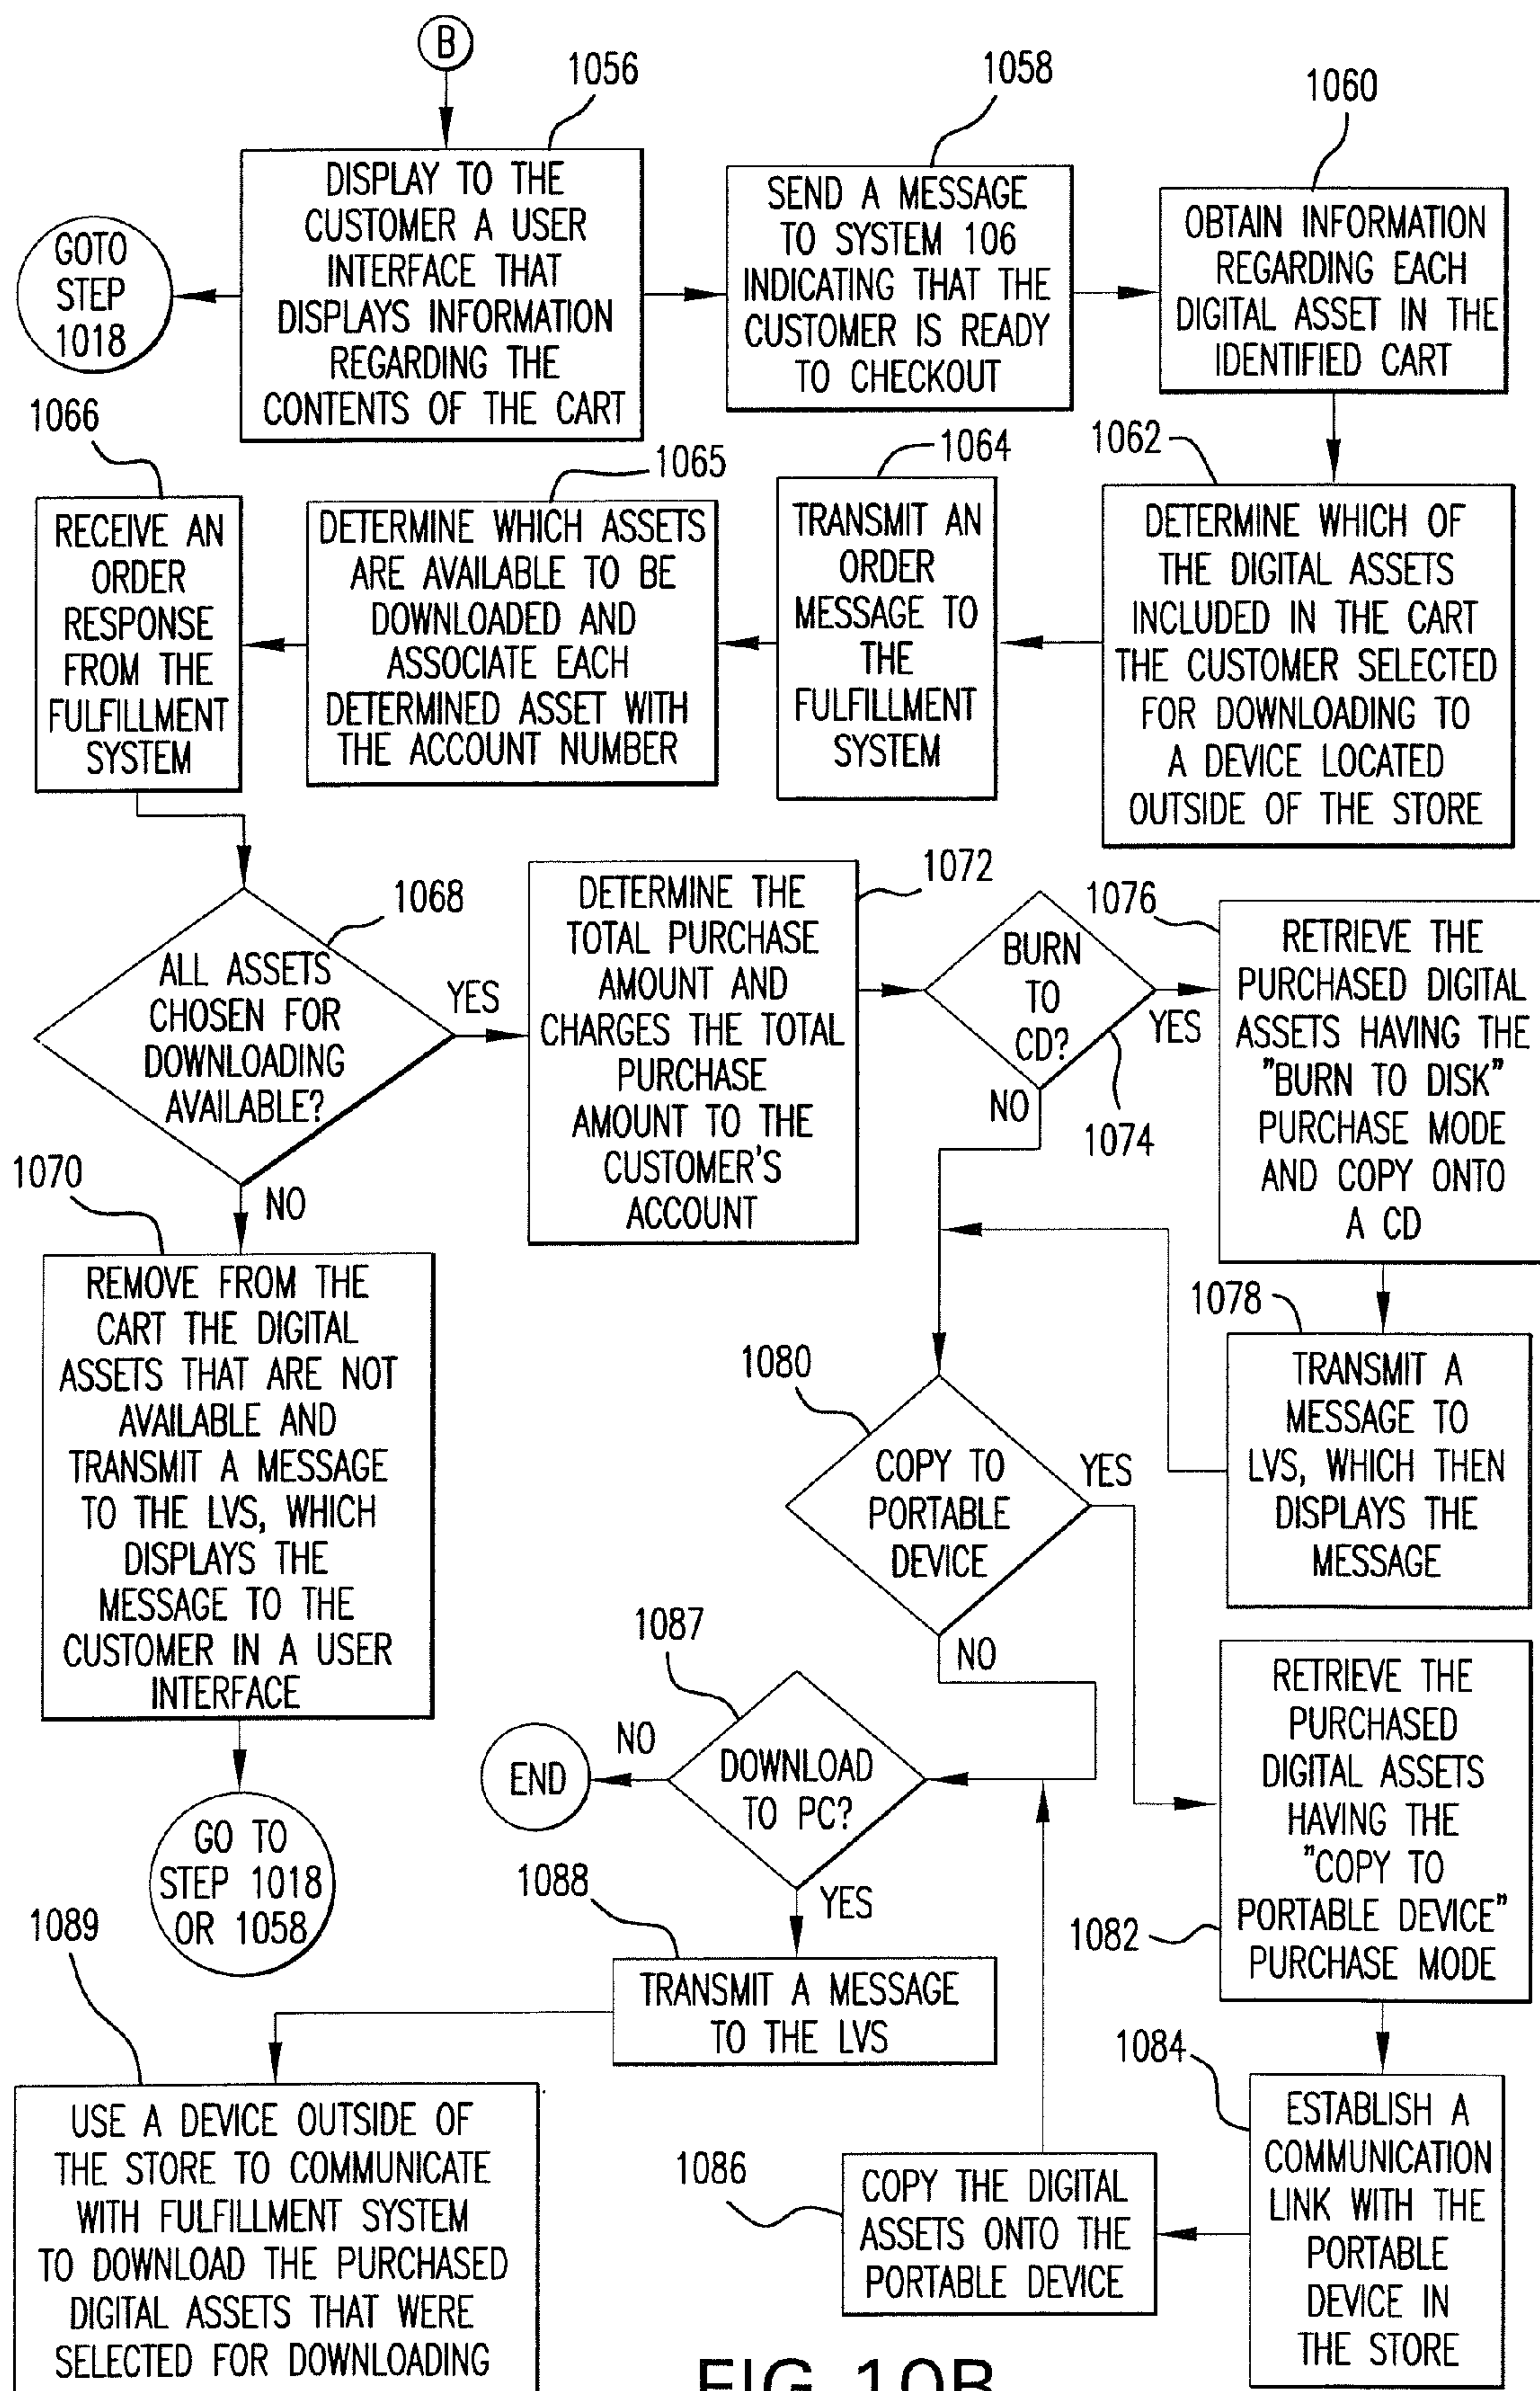 B
1056
DISPLAY TO THE
CUSTOMER A USER
INTERFACE THAT
DISPLAYS INFORMATION
REGARDING THE
CONTENTS OF THE CART
GOTO
STEP
1018
1058
SEND A MESSAGE
TO SYSTEM 106
INDICATING THAT THE
CUSTOMER IS READY
TO CHECKOUT
1060
OBTAIN INFORMATION
REGARDING EACH
DIGITAL ASSET IN THE
IDENTIFIED CART
1062
DETERMINE WHICH OF
THE DIGITAL ASSETS
INCLUDED IN THE CART
THE CUSTOMER SELECTED
FOR DOWNLOADING TO
A DEVICE LOCATED
OUTSIDE OF THE STORE
1064
TRANSMIT AN
ORDER
MESSAGE TO
THE
FULFILLMENT
SYSTEM
1065
DETERMINE WHICH ASSETS
ARE AVAILABLE TO BE
DOWNLOADED AND
ASSOCIATE EACH
DETERMINED ASSET WITH
THE ACCOUNT NUMBER
1066
RECEIVE AN
ORDER
RESPONSE
FROM THE
FULFILLMENT
SYSTEM
1068
ALL ASSETS
CHOSEN FOR
DOWNLOADING
AVAILABLE?
YES
NO
1070
REMOVE FROM THE
CART THE DIGITAL
ASSETS THAT ARE NOT
AVAILABLE AND
TRANSMIT A MESSAGE
TO THE LVS, WHICH
DISPLAYS THE
MESSAGE TO THE
CUSTOMER IN A USER
INTERFACE
GO TO
STEP 1018
OR 1058
1072
DETERMINE THE
TOTAL PURCHASE
AMOUNT AND
CHARGES THE TOTAL
PURCHASE
AMOUNT TO THE
CUSTOMER'S
ACCOUNT
BURN
TO
CD?
1074
YES
NO
1076
RETRIEVE THE
PURCHASED DIGITAL
ASSETS HAVING THE
"BURN TO DISK"
PURCHASE MODE
AND COPY ONTO
A CD
1078
TRANSMIT A
MESSAGE TO
LVS, WHICH THEN
DISPLAYS THE
MESSAGE
1080
COPY TO
PORTABLE
DEVICE
YES
NO
1082
RETRIEVE THE
PURCHASED
DIGITAL ASSETS
HAVING THE
"COPY TO
PORTABLE DEVICE"
PURCHASE MODE
1084
ESTABLISH A
COMMUNICATION
LINK WITH THE
PORTABLE
DEVICE IN
THE STORE
1086
COPY THE DIGITAL
ASSETS ONTO THE
PORTABLE DEVICE
1087
DOWNLOAD
TO PC?
NO
END
YES
1088
TRANSMIT A MESSAGE
TO THE LVS
1089
USE A DEVICE OUTSIDE OF
THE STORE TO COMMUNICATE
WITH FULFILLMENT SYSTEM
TO DOWNLOAD THE PURCHASED
DIGITAL ASSETS THAT WERE
SELECTED FOR DOWNLOADING
FIG 10B